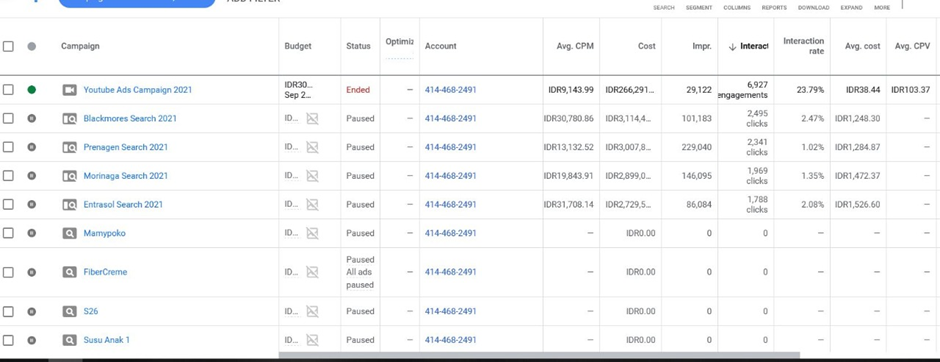 SEARCH SEGMENT COLUMNS REPORTS DOWNLOAD EXPAND MORE
Campaign Budget Status Optimiz Account Avg. CPM Cost Impr. ↓ Interact Interaction rate Avg. cost Avg. CPV
Youtube Ads Campaign 2021 IDR30... Sep 2... Ended — 414-468-2491 IDR9,143.99 IDR266,291... 29,122 6,927 engagements 23.79% IDR38.44 IDR103.37
Blackmores Search 2021 ID... Paused — 414-468-2491 IDR30,780.86 IDR3,114,4... 101,183 2,495 clicks 2.47% IDR1,248.30 —
Prenagen Search 2021 ID... Paused — 414-468-2491 IDR13,132.52 IDR3,007,8... 229,040 2,341 clicks 1.02% IDR1,284.87 —
Morinaga Search 2021 ID... Paused — 414-468-2491 IDR19,843.91 IDR2,899,0... 146,095 1,969 clicks 1.35% IDR1,472.37 —
Entrasol Search 2021 ID... Paused — 414-468-2491 IDR31,708.14 IDR2,729,5... 86,084 1,788 clicks 2.08% IDR1,526.60 —
Mamypoko ID... Paused — 414-468-2491 — IDR0.00 0 0 — — —
FiberCreme ID... Paused All ads paused — 414-468-2491 — IDR0.00 0 0 — — —
S26 ID... Paused — 414-468-2491 — IDR0.00 0 0 — — —
Susu Anak 1 ID... Paused — 414-468-2491 — IDR0.00 0 0 — — —